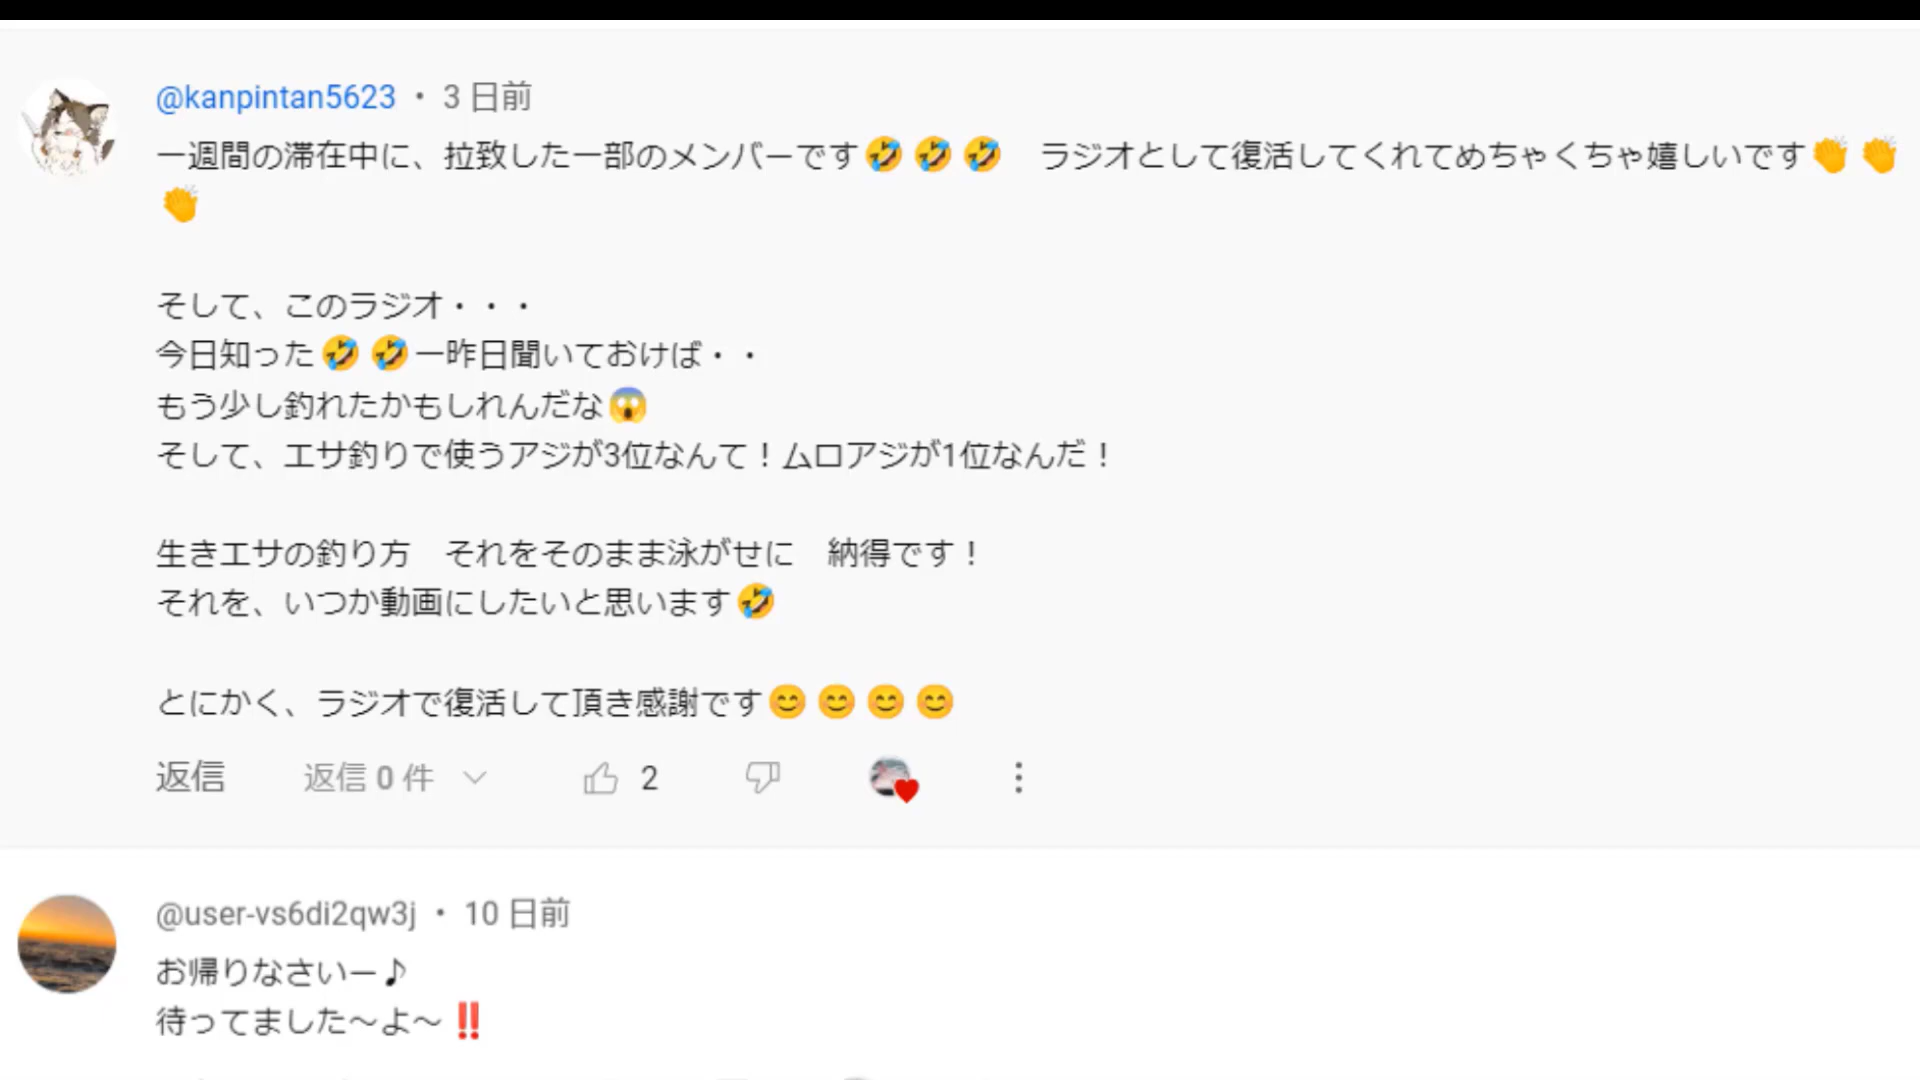 @kanpintan5623 • 3 日前
一週間の滞在中に、拉致した一部のメンバーです🤣🤣🤣　ラジオとして復活してくれてめちゃくちゃ嬉しいです👏👏
👏
そして、このラジオ・・・
今日知った🤣🤣一昨日聞いておけば・・
もう少し釣れたかもしれんだな😱
そして、エサ釣りで使うアジが3位なんて！ムロアジが1位なんだ！
生きエサの釣り方　それをそのまま泳がせに　納得です！
それを、いつか動画にしたいと思います🤣
とにかく、ラジオで復活して頂き感謝です😊😊😊😊
返信　返信 0 件　2
@user-vs6di2qw3j • 10 日前
お帰りなさいー♪
待ってました～よ～‼️